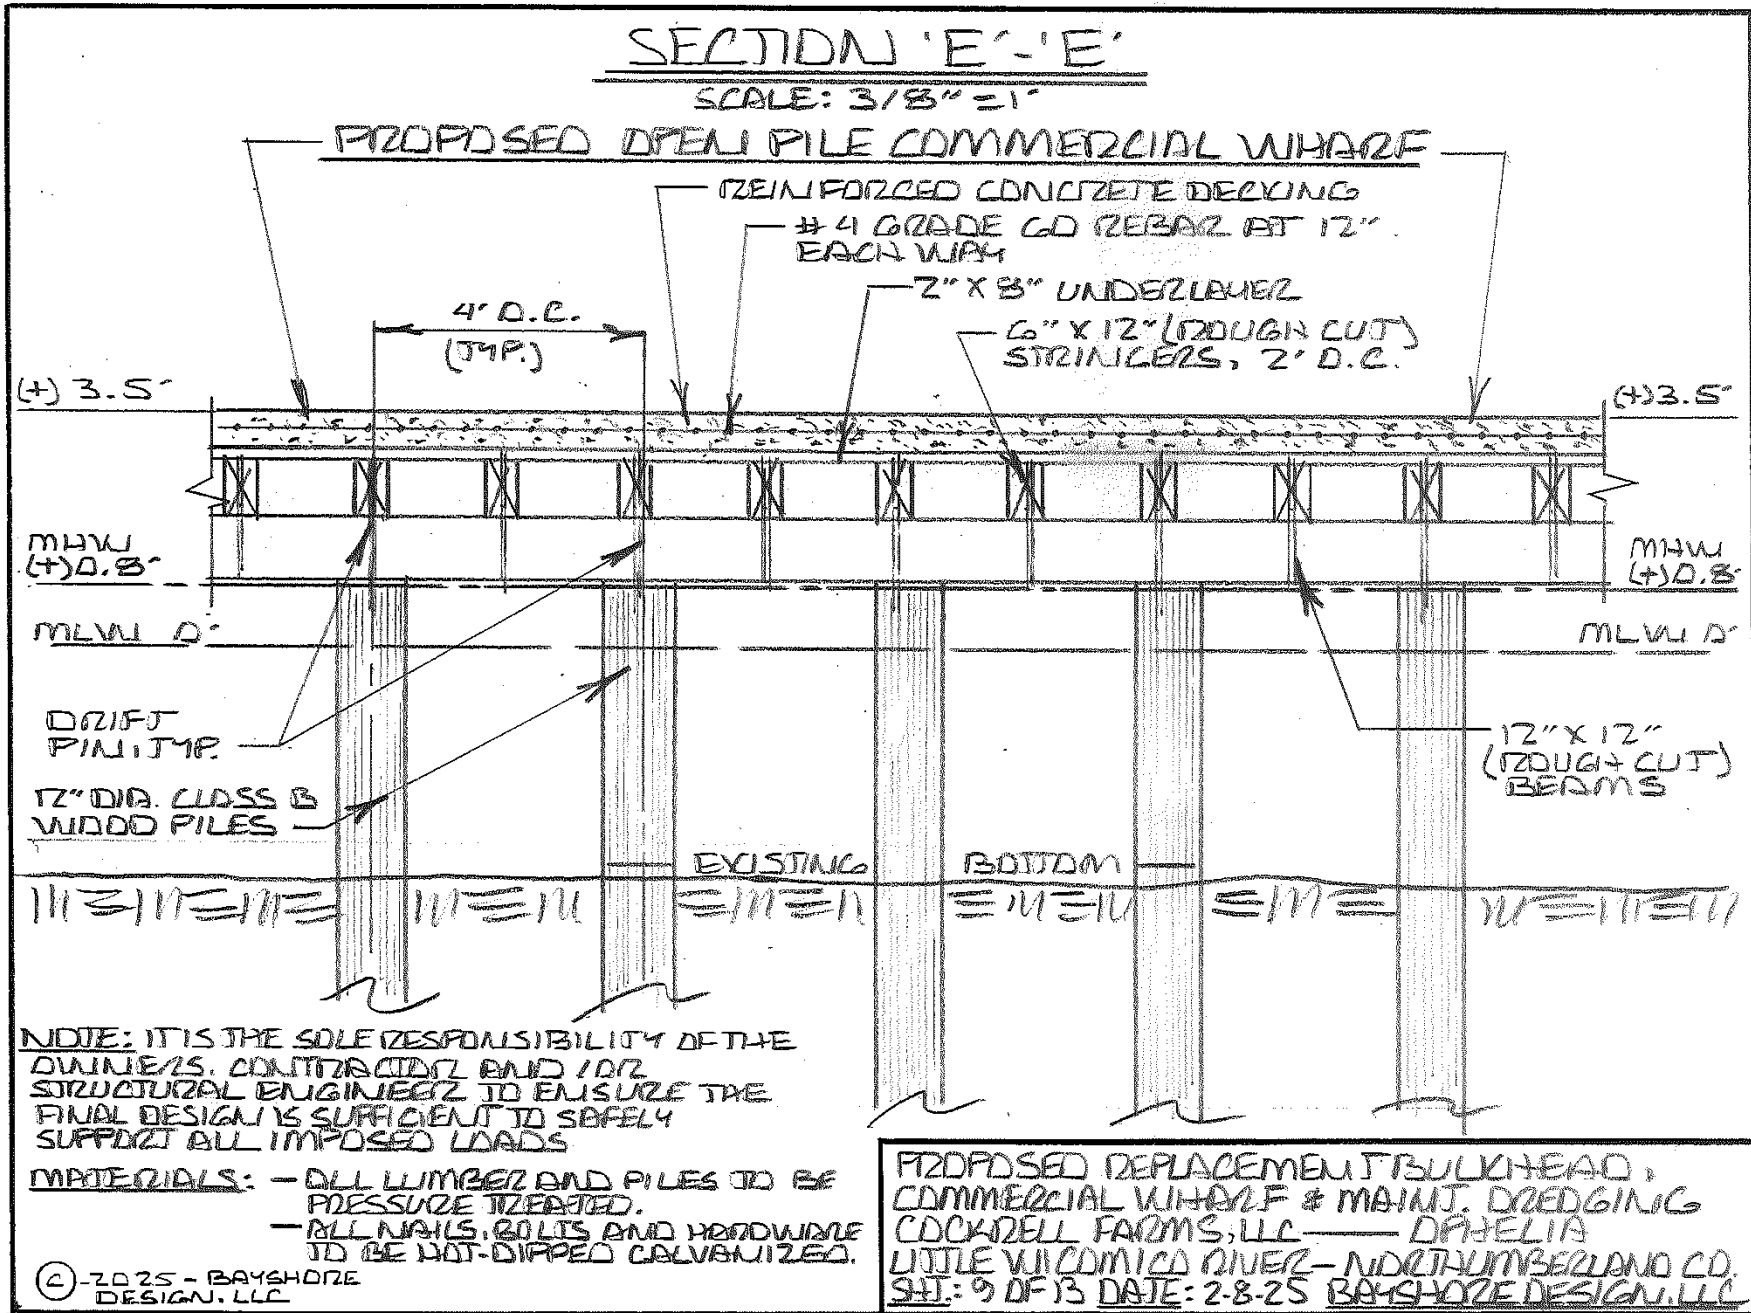 SECTION 'E'-'E'
SCALE: 3/8" = 1'
PROPOSED OPEN PILE COMMERCIAL WHARF
REINFORCED CONCRETE DECKING
#4 GRADE 60 REBAR AT 12"
EACH WAY
2" X 8" UNDERLAYER
4' O.C.
(TYP.)
6" X 12" (ROUGH CUT)
STRINGERS, 2' O.C.
(+) 3.5'
(+) 3.5'
MHW
(+) 0.8'
MHW
(+) 0.8'
MLW 0'
MLW 0'
DRIFT
PIN, TYP.
12" X 12"
(ROUGH CUT)
BEAMS
12" DIA. CLASS B
WOOD PILES
EXISTING BOTTOM
NOTE: IT IS THE SOLE RESPONSIBILITY OF THE
OWNERS, CONTRACTOR AND/OR
STRUCTURAL ENGINEER TO ENSURE THE
FINAL DESIGN IS SUFFICIENT TO SAFELY
SUPPORT ALL IMPOSED LOADS
MATERIALS: - ALL LUMBER AND PILES TO BE
PRESSURE TREATED.
- ALL NAILS, BOLTS AND HARDWARE
TO BE HOT-DIPPED GALVANIZED.
© - 2025 - BAYSHORE
DESIGN, LLC
PROPOSED REPLACEMENT BULKHEAD,
COMMERCIAL WHARF & MAINT. DREDGING
COCKRELL FARMS, LLC — OPHELIA
LITTLE WICOMICO RIVER - NORTHUMBERLAND CO.
SHT.: 9 OF 13 DATE: 2-8-25 BAYSHORE DESIGN, LLC